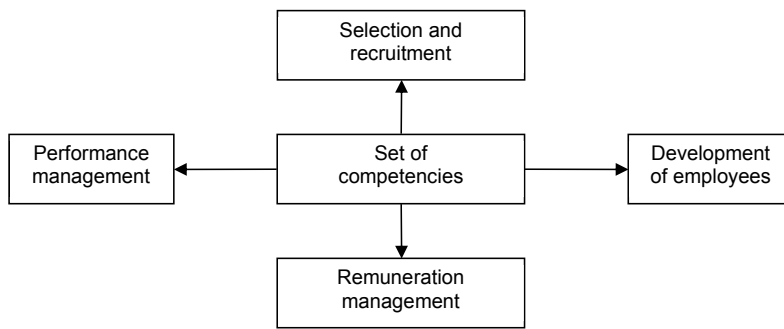 Selection and
recruitment
Performance
management
Set of
competencies
Development
of employees
Remuneration
management